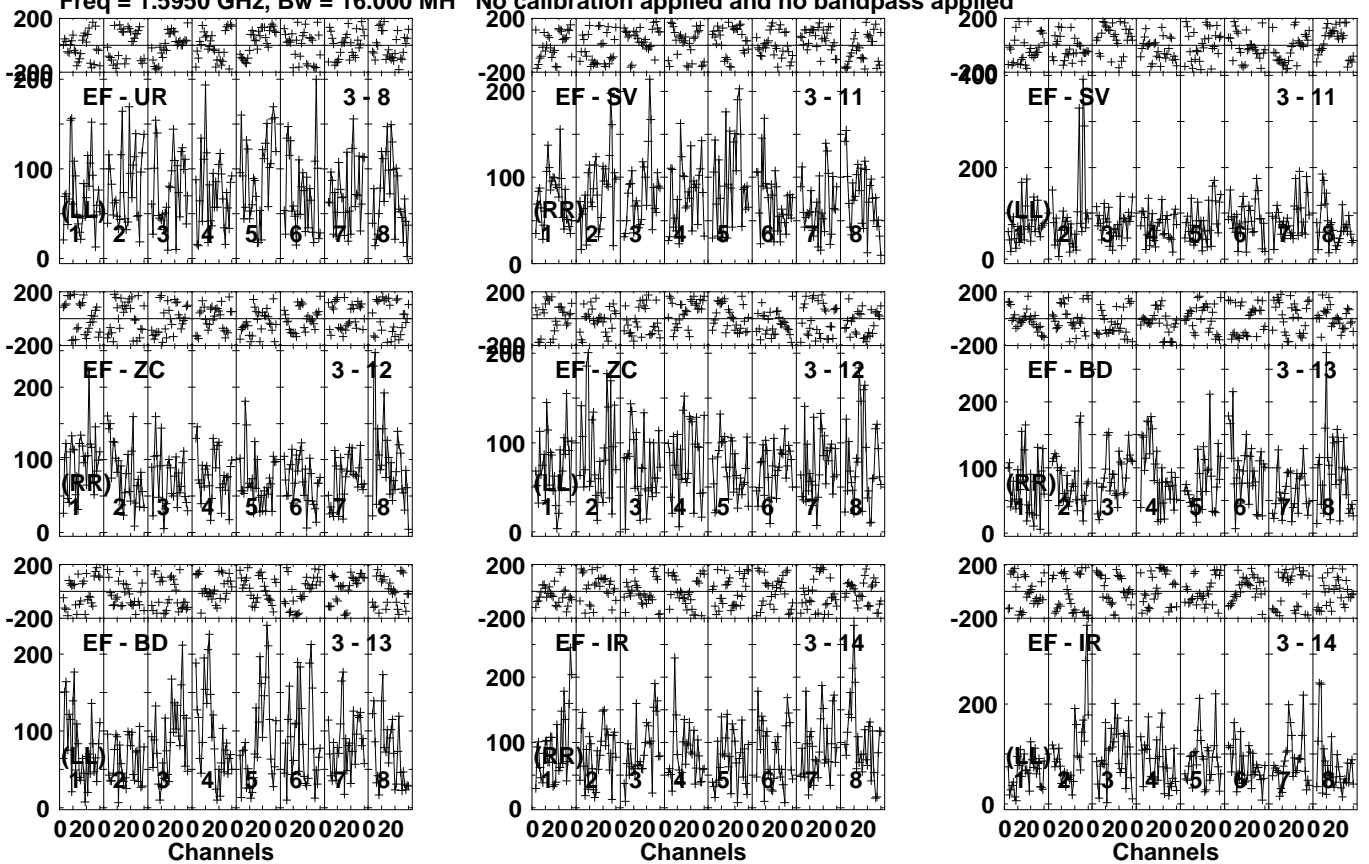 Freq = 1.5950 GHz, Bw = 16.000 MH No calibration applied and no bandpass applied
200 200 200
-200 -200 -200
200 200 400
EF - UR 3 - 8 EF - SV 3 - 11 EF - SV 3 - 11
100 100 200
(LL) (RR) (LL)
1 2 3 4 5 6 7 8 1 2 3 4 5 6 7 8 1 2 3 4 5 6 7 8
0 0 0
200 200 200
-200 -200 -200
200
EF - ZC 3 - 12 EF - ZC 3 - 12 EF - BD 3 - 13
200 200
100 100 100
(RR) (LL) (RR)
1 2 3 4 5 6 7 8 1 2 3 4 5 6 7 8 1 2 3 4 5 6 7 8
0 0 0
200 200 200
-200 -200 -200
EF - BD 3 - 13 EF - IR 3 - 14 EF - IR 3 - 14
200 200 200
100 100
(LL) (RR) (LL)
1 2 3 4 5 6 7 8 1 2 3 4 5 6 7 8 1 2 3 4 5 6 7 8
0 0 0
0 20 0 20 0 20 0 20 0 20 0 20 0 20 0 20 0 20 0 20 0 20 0 20 0 20 0 20 0 20 0 20 0 20 0 20 0 20 0 20 0 20 0 20 0 20 0 20
Channels Channels Channels